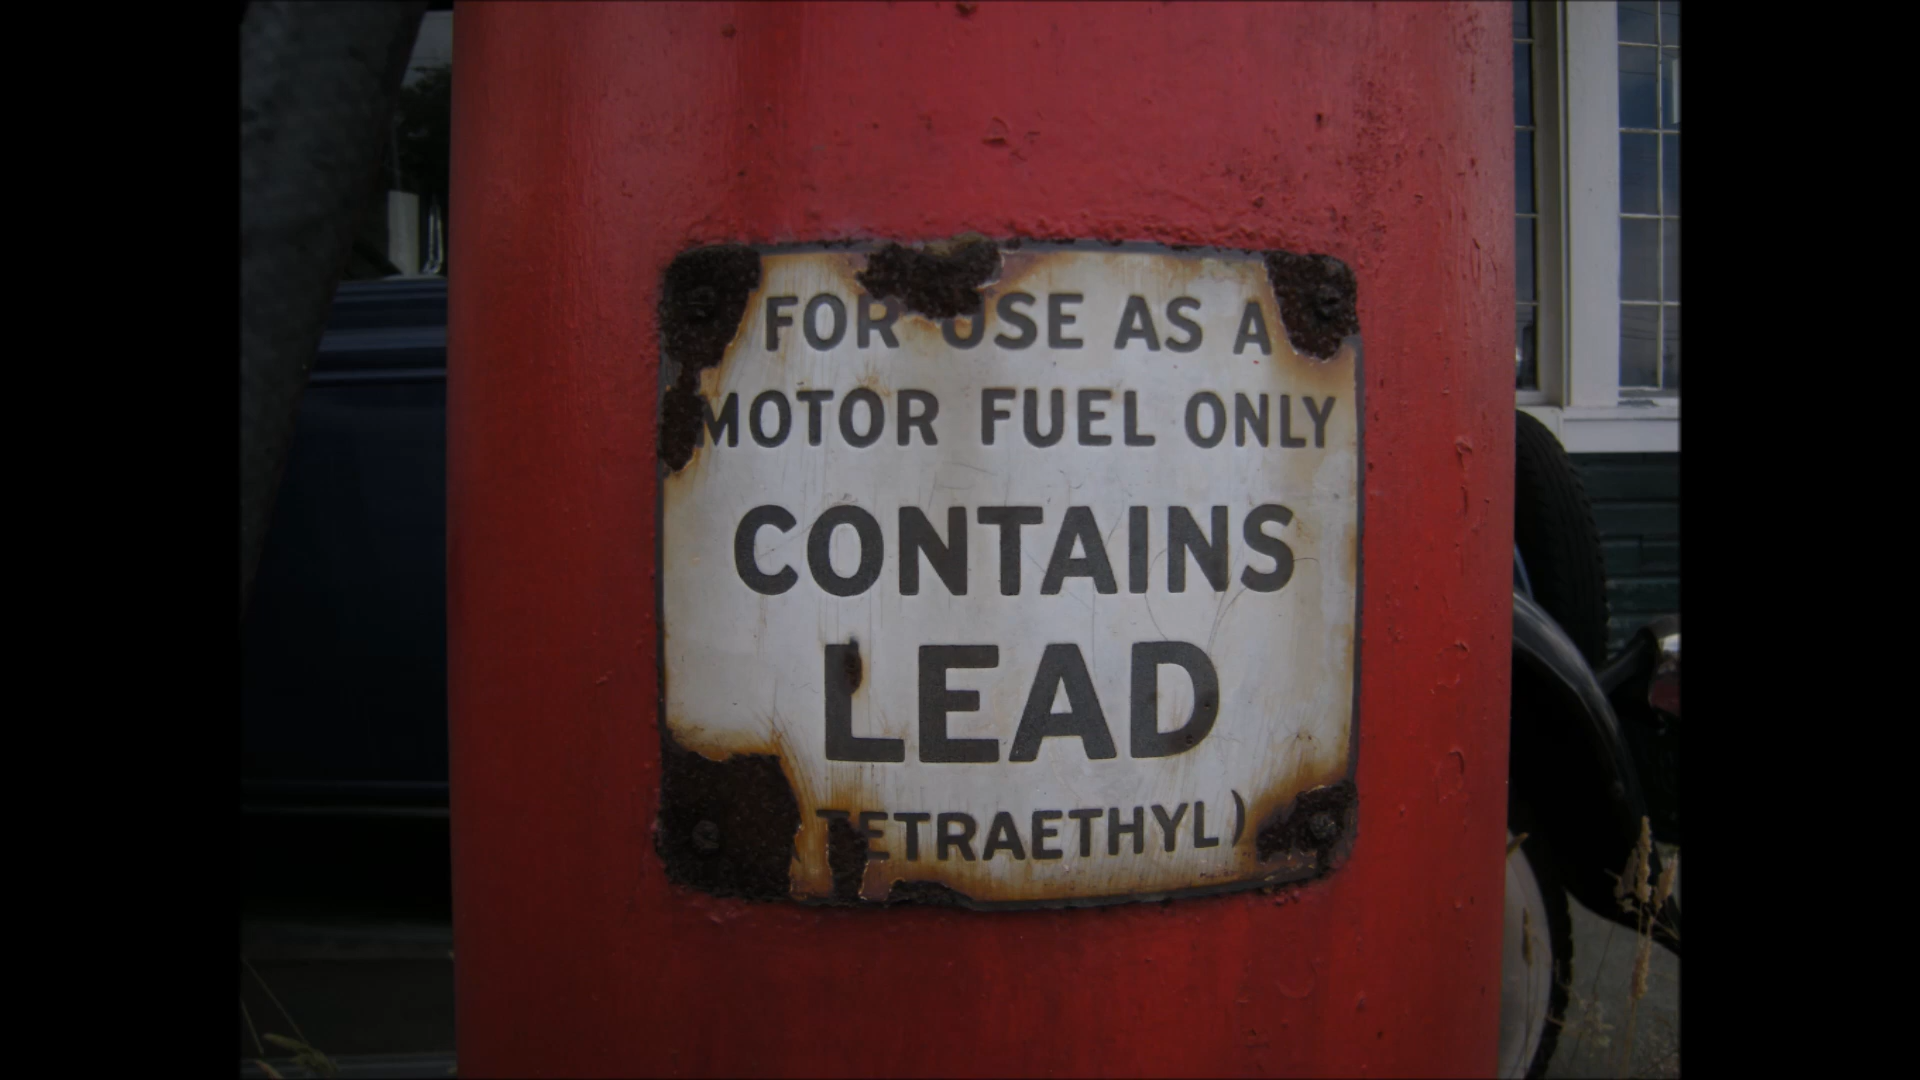 FOR USE AS A
MOTOR FUEL ONLY
CONTAINS
LEAD
(TETRAETHYL)